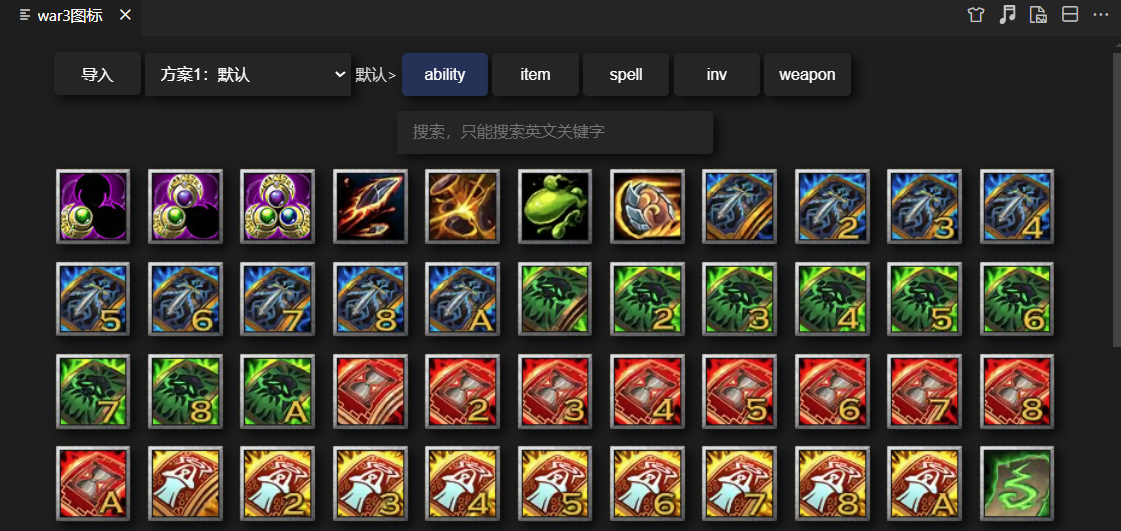 war3图标
导入 方案1：默认 默认> ability item spell inv weapon
搜索，只能搜索英文关键字
2 3 4
5 6 7 8 A 2 3 4 5 6
7 8 A 2 3 4 5 6 7 8
A 2 3 4 5 6 7 8 A